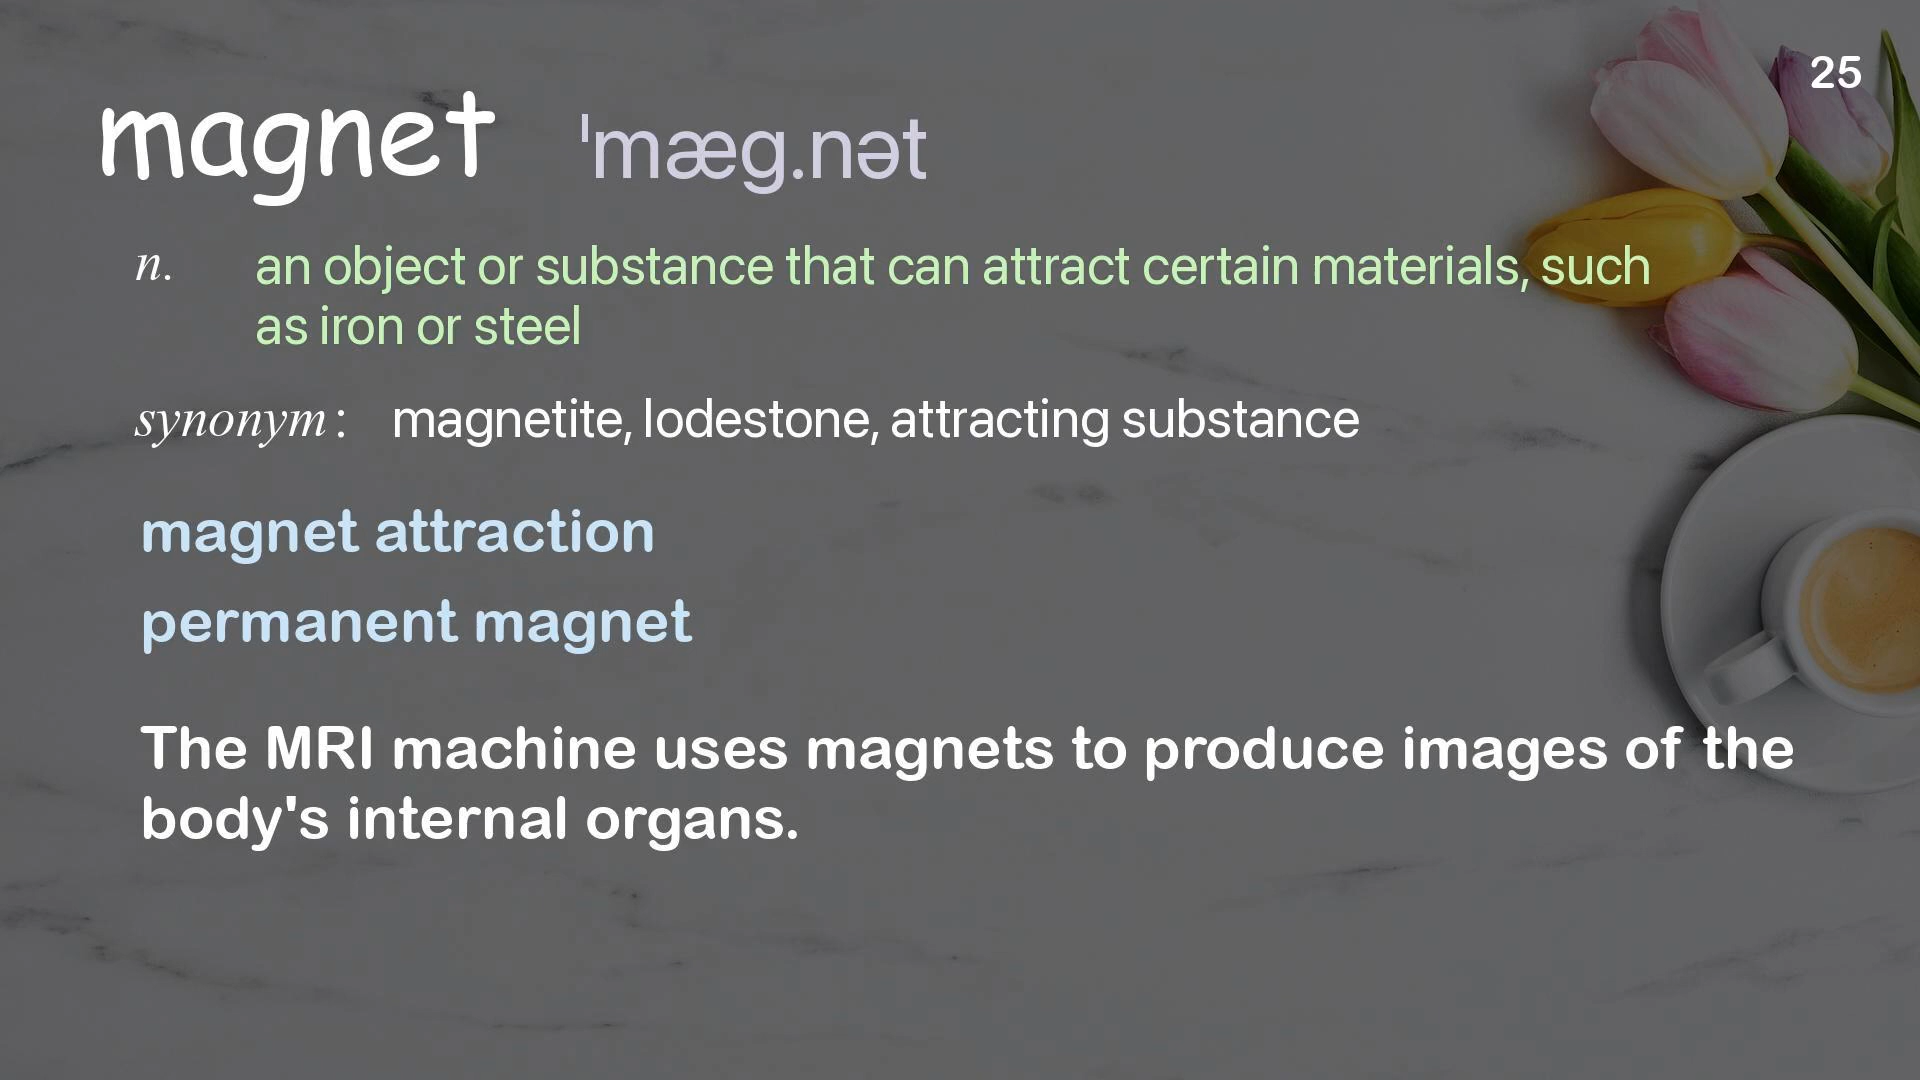 25
magnet ˈmæg.nət
n. an object or substance that can attract certain materials, such
as iron or steel
synonym : magnetite, lodestone, attracting substance
magnet attraction
permanent magnet
The MRI machine uses magnets to produce images of the
body's internal organs.